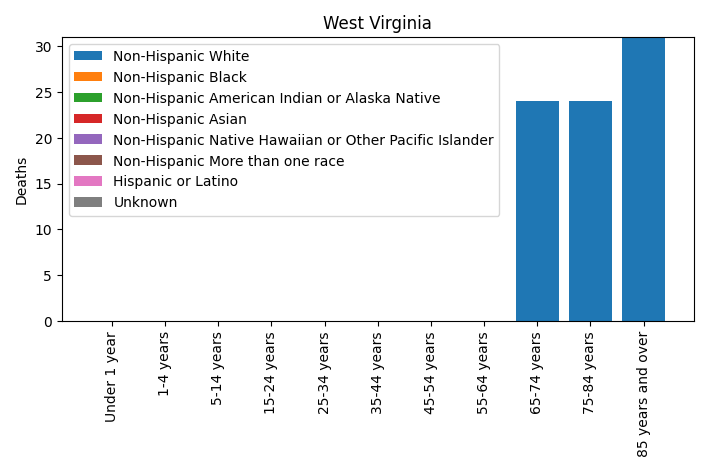 West Virginia
Deaths
30
25
20
15
10
5
0
Non-Hispanic White
Non-Hispanic Black
Non-Hispanic American Indian or Alaska Native
Non-Hispanic Asian
Non-Hispanic Native Hawaiian or Other Pacific Islander
Non-Hispanic More than one race
Hispanic or Latino
Unknown
Under 1 year
1-4 years
5-14 years
15-24 years
25-34 years
35-44 years
45-54 years
55-64 years
65-74 years
75-84 years
85 years and over